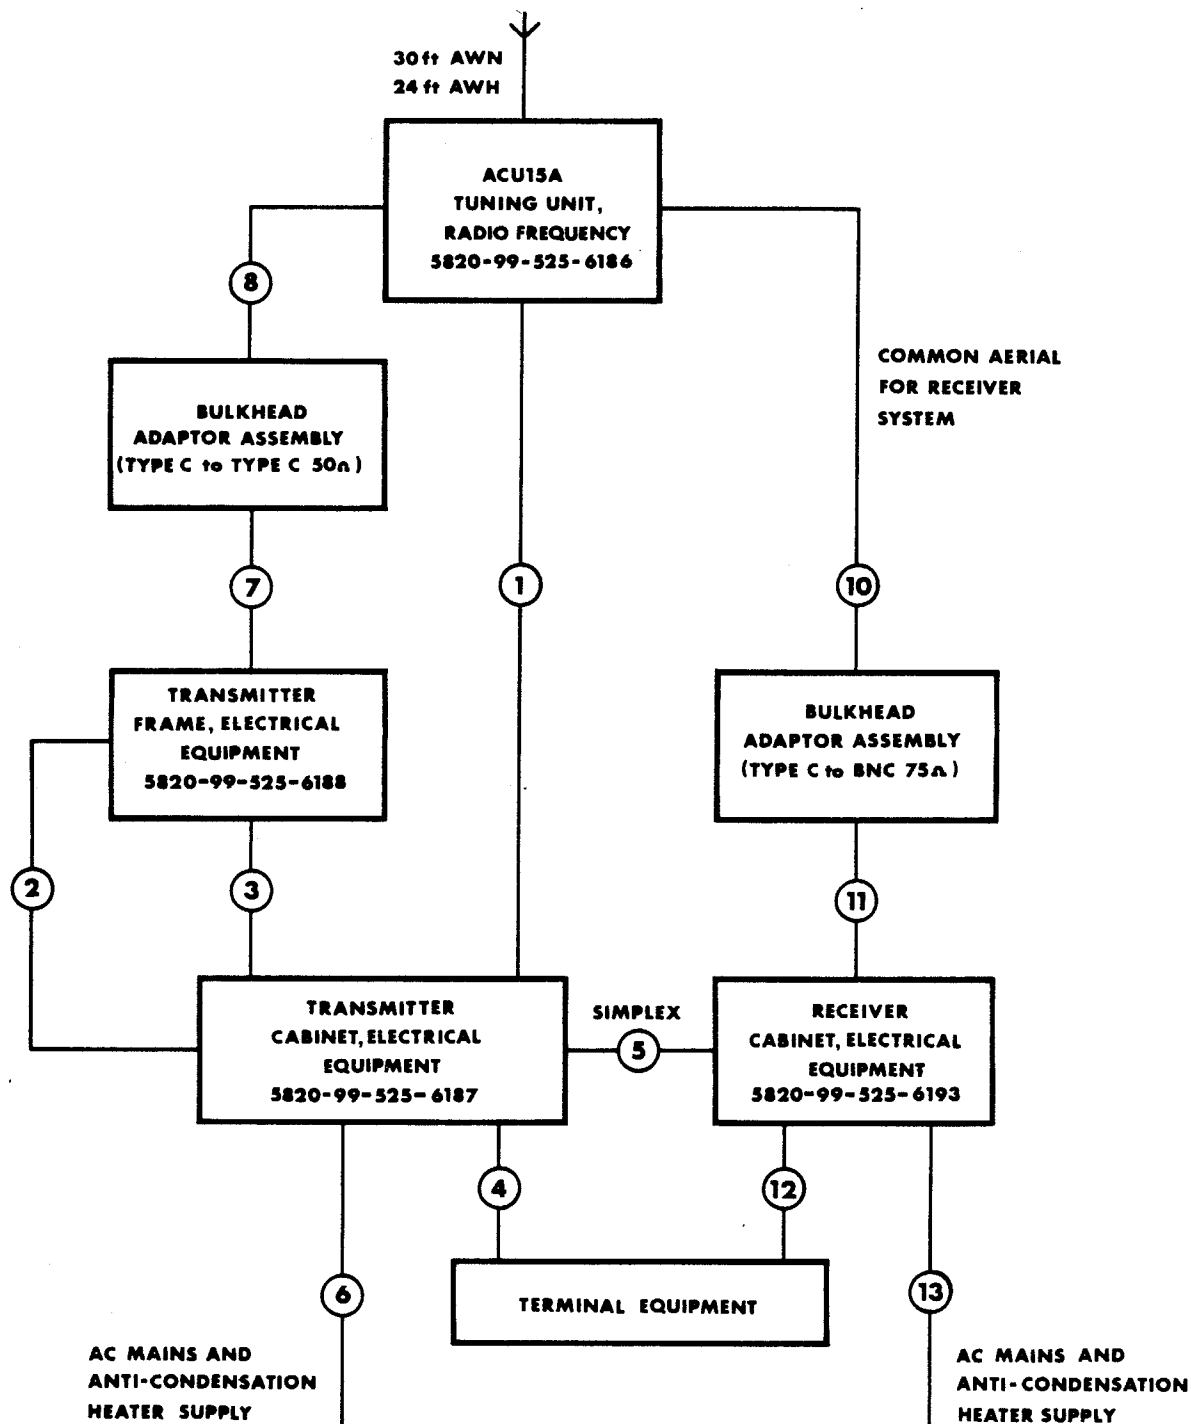 30ft AWN
24ft AWH
ACU15A
TUNING UNIT,
RADIO FREQUENCY
5820-99-525-6186
8
BULKHEAD
ADAPTOR ASSEMBLY
(TYPE C to TYPE C 50Ω)
COMMON AERIAL
FOR RECEIVER
SYSTEM
7
1
10
TRANSMITTER
FRAME, ELECTRICAL
EQUIPMENT
5820-99-525-6188
BULKHEAD
ADAPTOR ASSEMBLY
(TYPE C to BNC 75Ω)
2
3
11
TRANSMITTER
CABINET, ELECTRICAL
EQUIPMENT
5820-99-525-6187
SIMPLEX
5
RECEIVER
CABINET, ELECTRICAL
EQUIPMENT
5820-99-525-6193
4
12
6
TERMINAL EQUIPMENT
13
AC MAINS AND
ANTI-CONDENSATION
HEATER SUPPLY
AC MAINS AND
ANTI-CONDENSATION
HEATER SUPPLY